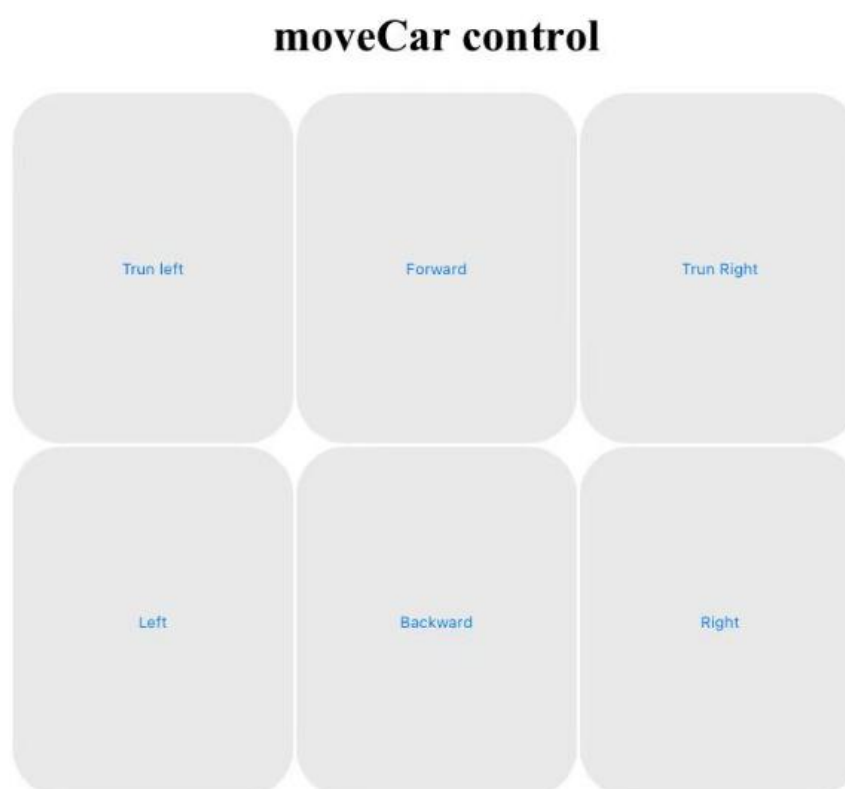 moveCar control
Trun left
Forward
Trun Right
Left
Backward
Right